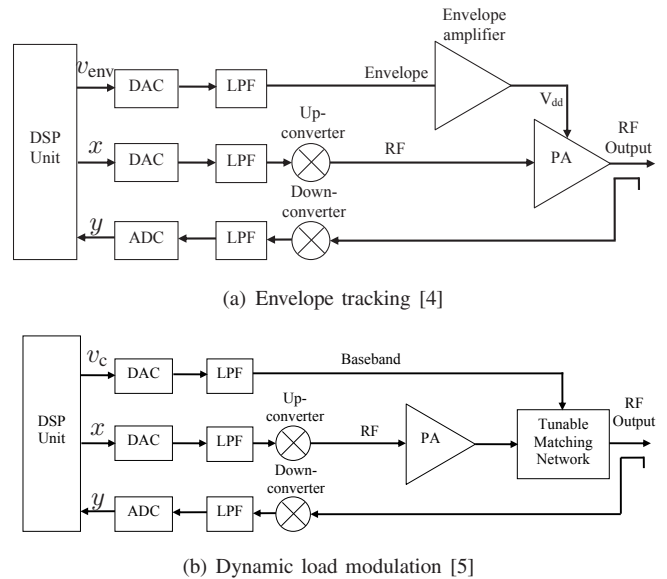 Envelope
amplifier
v_env
DAC
LPF
Envelope
V_dd
DSP
Unit
x
DAC
LPF
Up-
converter
RF
PA
RF
Output
y
ADC
LPF
Down-
converter
(a) Envelope tracking [4]
v_c
DAC
LPF
Baseband
DSP
Unit
x
DAC
LPF
Up-
converter
RF
PA
Tunable
Matching
Network
RF
Output
y
ADC
LPF
Down-
converter
(b) Dynamic load modulation [5]